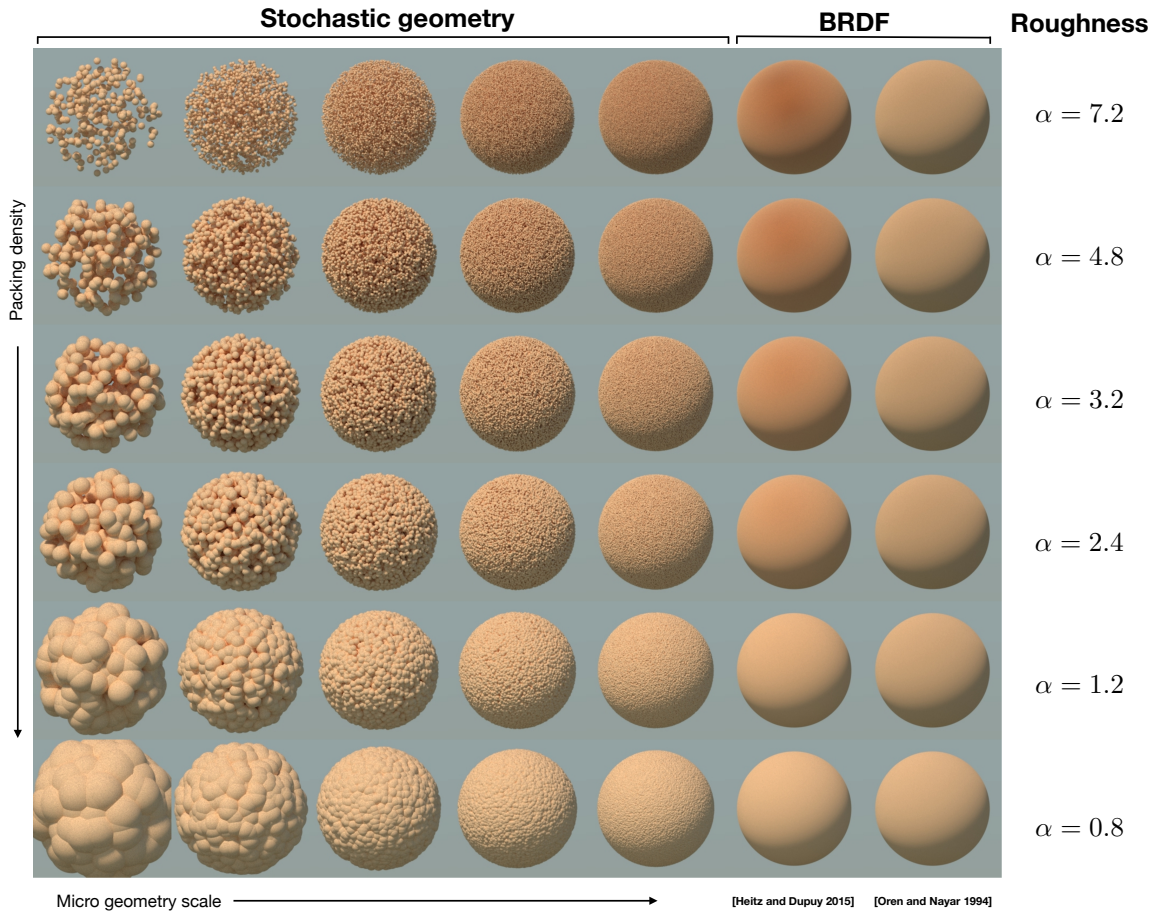 Stochastic geometry
BRDF
Roughness
α = 7.2
Packing density
α = 4.8
α = 3.2
α = 2.4
α = 1.2
α = 0.8
Micro geometry scale
[Heitz and Dupuy 2015]
[Oren and Nayar 1994]